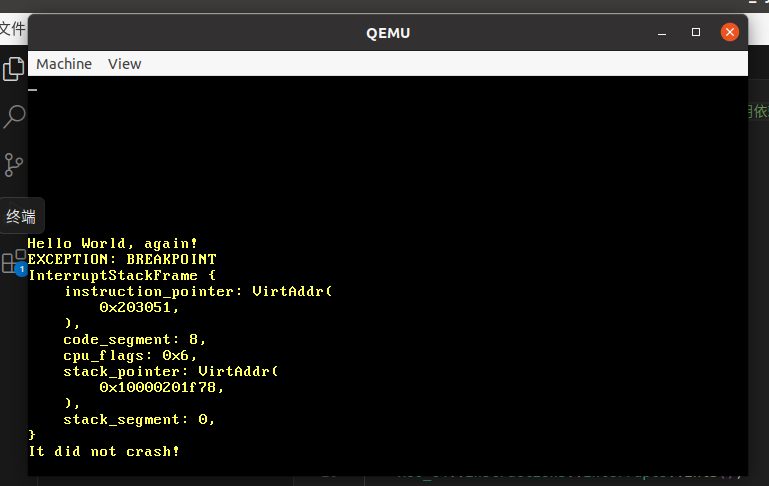 文件
QEMU
Machine View
终端
1
Hello World, again!
EXCEPTION: BREAKPOINT
InterruptStackFrame {
    instruction_pointer: VirtAddr(
        0x203051,
    ),
    code_segment: 8,
    cpu_flags: 0x6,
    stack_pointer: VirtAddr(
        0x10000201f78,
    ),
    stack_segment: 0,
}
It did not crash!